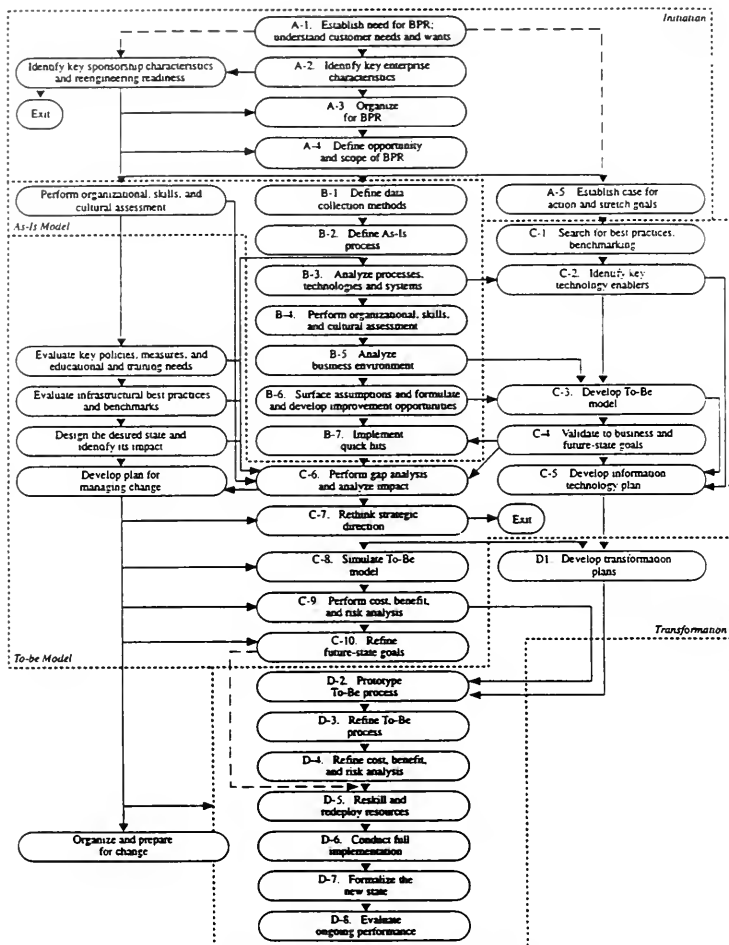 Initiation
A-1. Establish need for BPR;
understand customer needs and wants
Identify key sponsorship characteristics
and reengineering readiness
A-2. Identify key enterprise
characteristics
Exit
A-3 Organize
for BPR
A-4 Define opportunity
and scope of BPR
Perform organizational, skills, and
cultural assessment
B-1 Define data
collection methods
A-5 Establish case for
action and stretch goals
As-Is Model
B-2. Define As-Is
process
C-1 Search for best practices,
benchmarking
B-3. Analyze processes,
technologies and systems
C-2. Identify key
technology enablers
B-4. Perform organizational, skills,
and cultural assessment
Evaluate key policies, measures, and
educational and training needs
B-5 Analyze
business environment
Evaluate infrastructural best practices
and benchmarks
B-6. Surface assumptions and formulate
and develop improvement opportunities
C-3. Develop To-Be
model
Design the desired state and
identify its impact
B-7. Implement
quick hits
C-4 Validate to business and
future-state goals
Develop plan for
managing change
C-6. Perform gap analysis
and analyze impact
C-5 Develop information
technology plan
C-7. Rethink strategic
direction
Exit
C-8. Simulate To-Be
model
D1. Develop transformation
plans
C-9 Perform cost, benefit,
and risk analysis
Transformation
C-10. Refine
future-state goals
To-be Model
D-2. Prototype
To-Be process
D-3. Refine To-Be
process
D-4. Refine cost, benefit,
and risk analysis
D-5. Reskill and
redeploy resources
Organize and prepare
for change
D-6. Conduct full
implementation
D-7. Formalize the
new state
D-8. Evaluate
ongoing performance